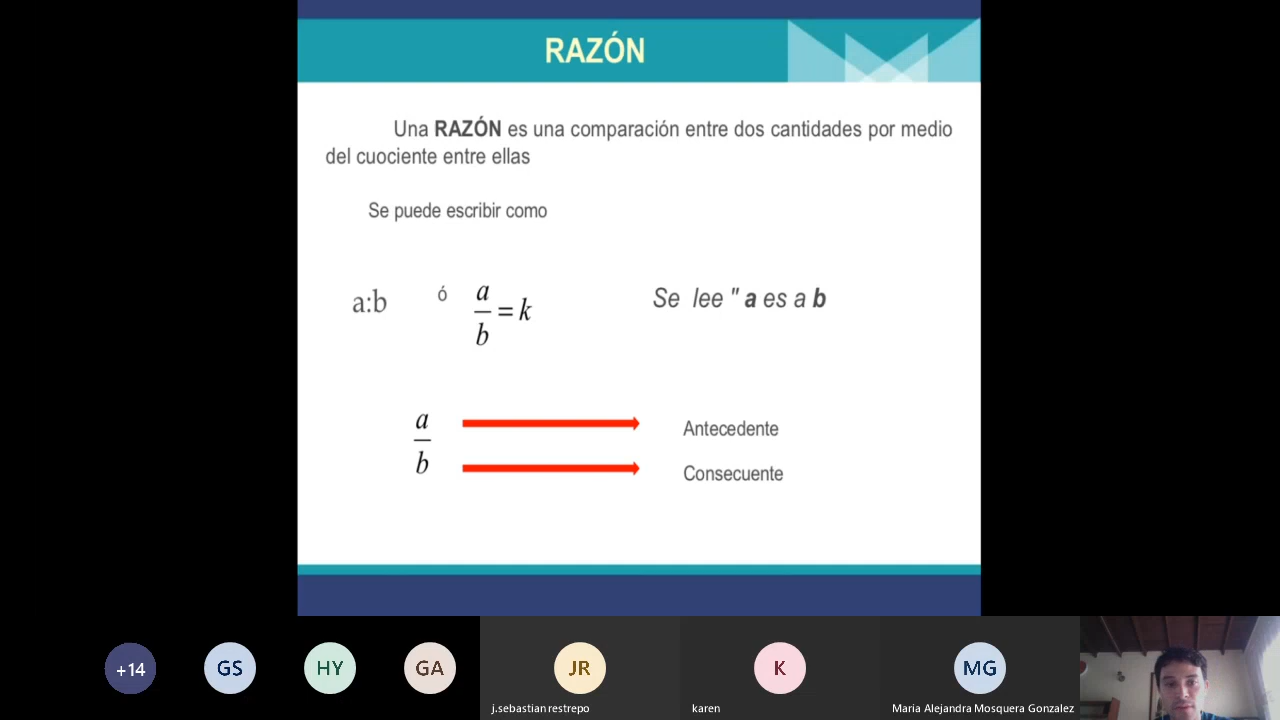 RAZÓN
Una RAZÓN es una comparación entre dos cantidades por medio
del cuociente entre ellas
Se puede escribir como
a:b ó a/b = k Se lee " a es a b
a/b
Antecedente
Consecuente
+14 GS HY GA JR K MG
j.sebastian restrepo karen Maria Alejandra Mosquera Gonzalez